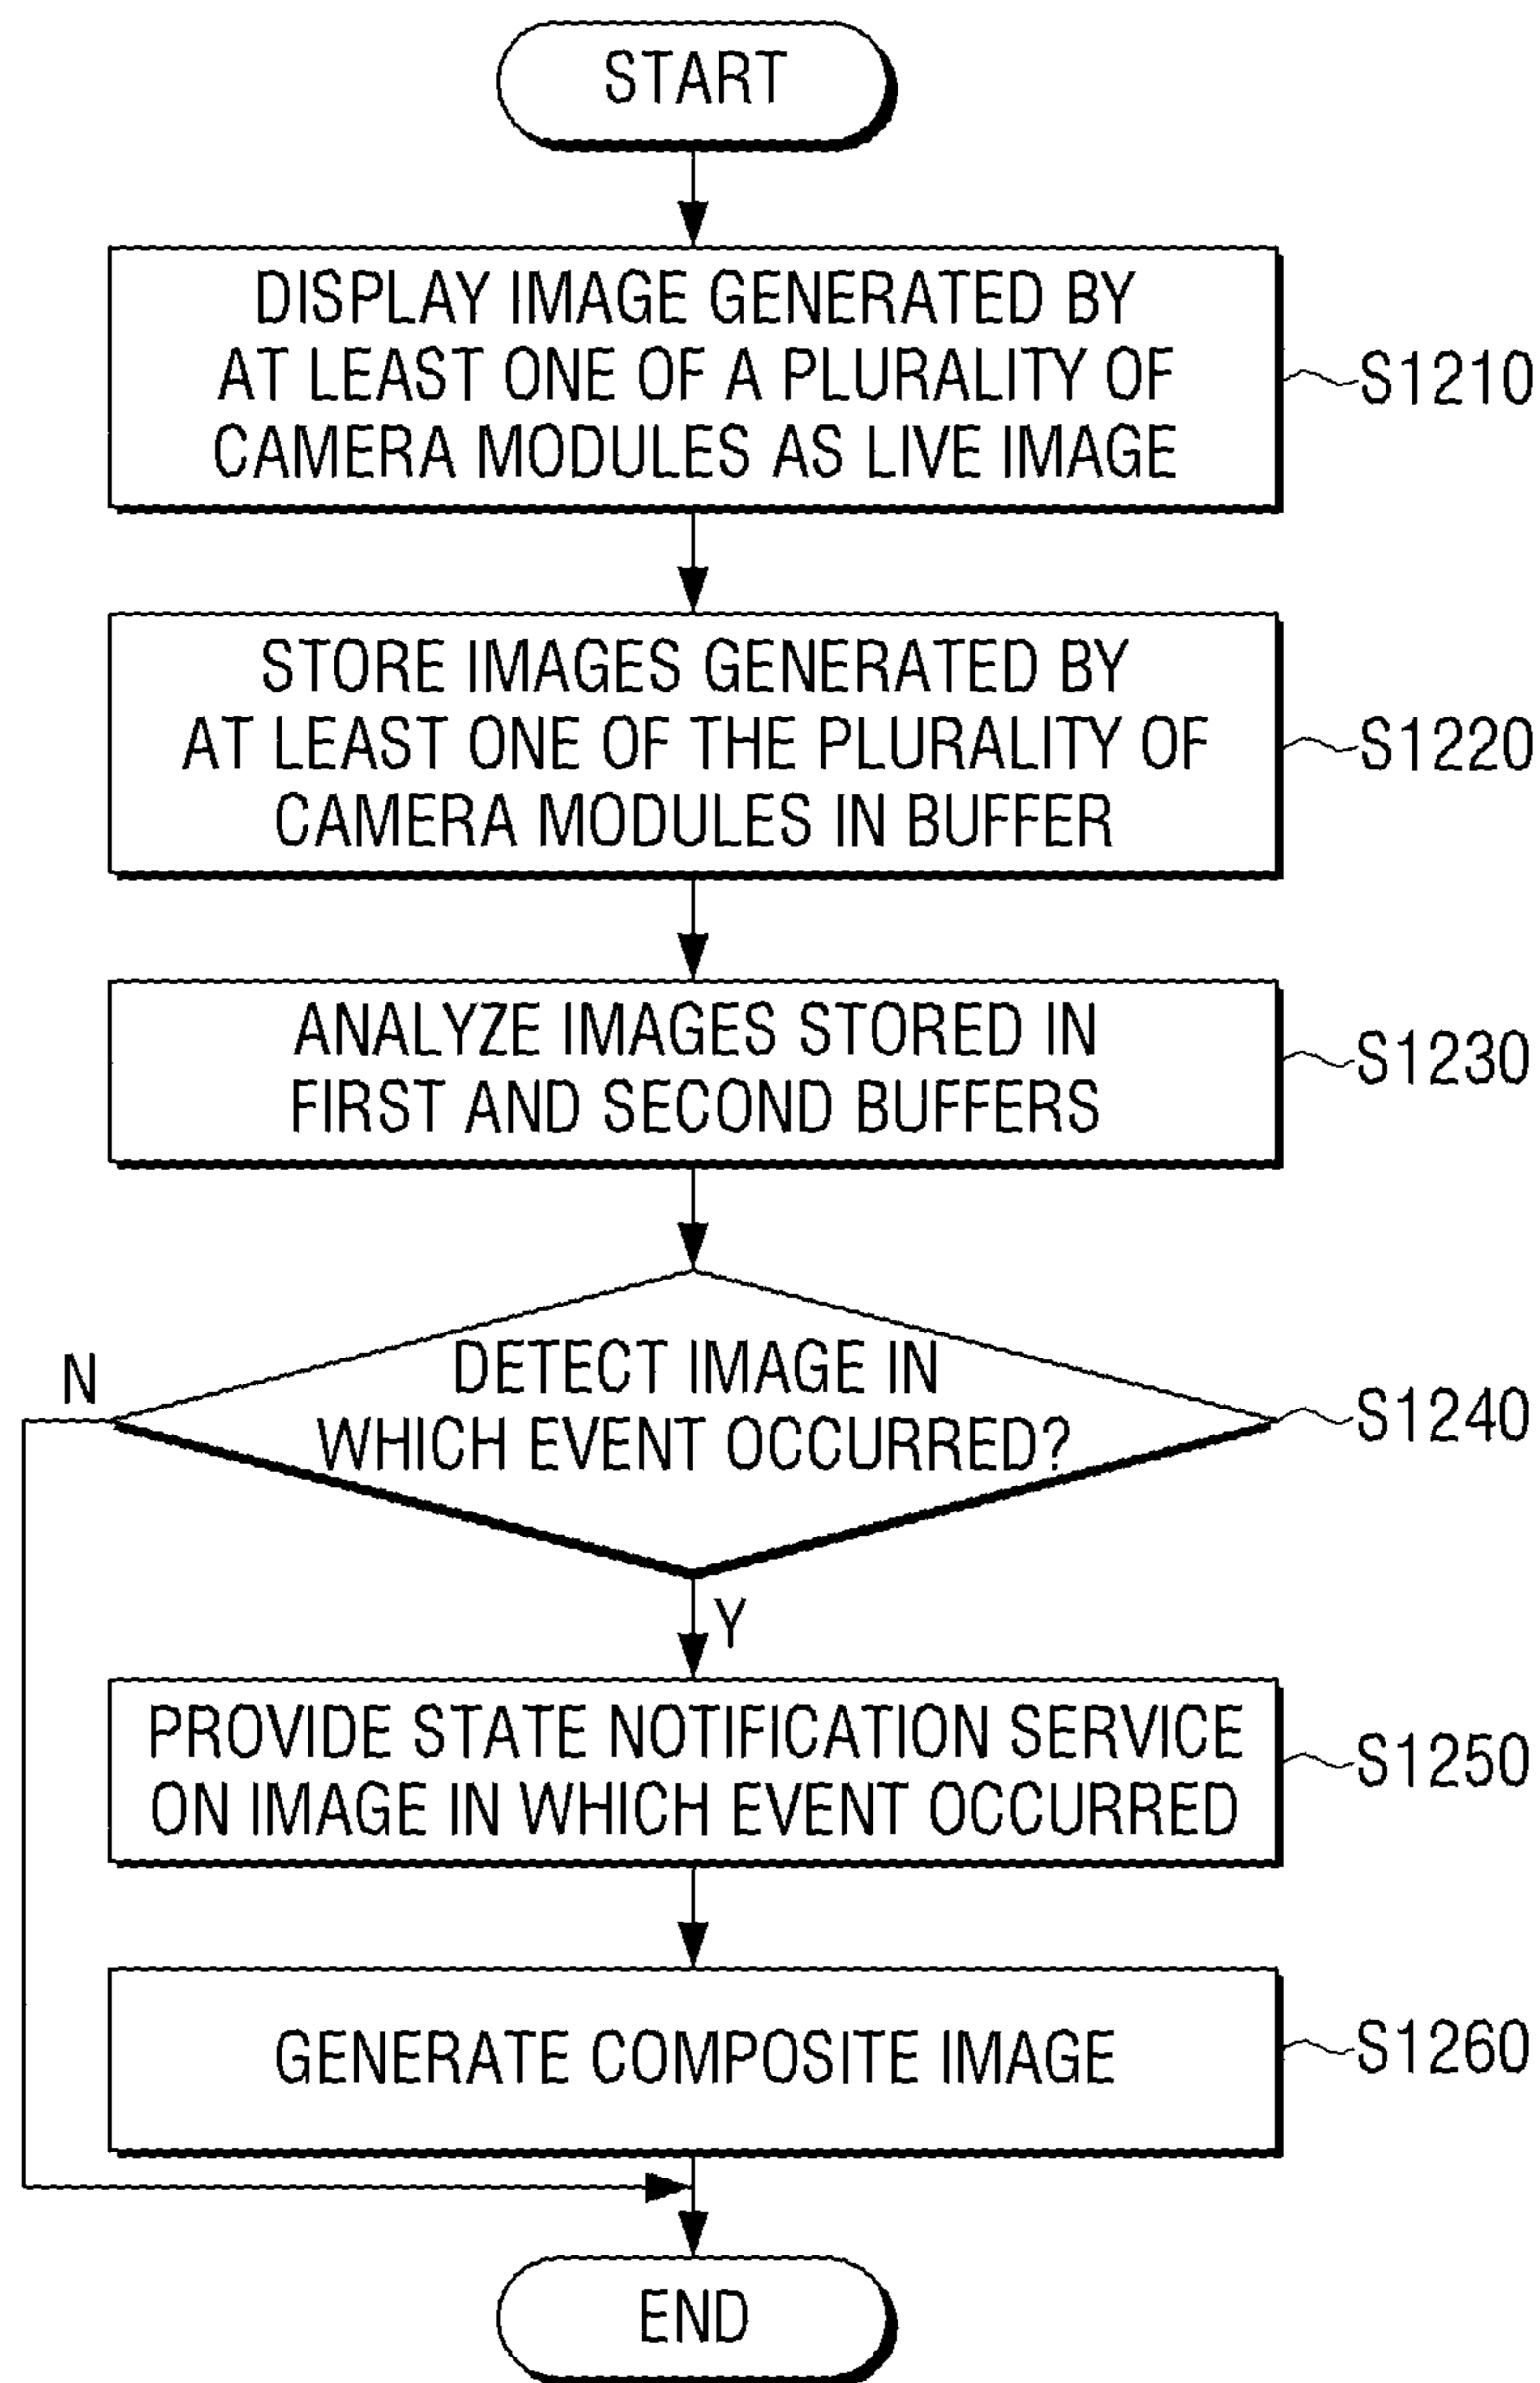 START
DISPLAY IMAGE GENERATED BY
AT LEAST ONE OF A PLURALITY OF
CAMERA MODULES AS LIVE IMAGE
S1210
STORE IMAGES GENERATED BY
AT LEAST ONE OF THE PLURALITY OF
CAMERA MODULES IN BUFFER
S1220
ANALYZE IMAGES STORED IN
FIRST AND SECOND BUFFERS
S1230
N
DETECT IMAGE IN
WHICH EVENT OCCURRED?
S1240
Y
PROVIDE STATE NOTIFICATION SERVICE
ON IMAGE IN WHICH EVENT OCCURRED
S1250
GENERATE COMPOSITE IMAGE
S1260
END